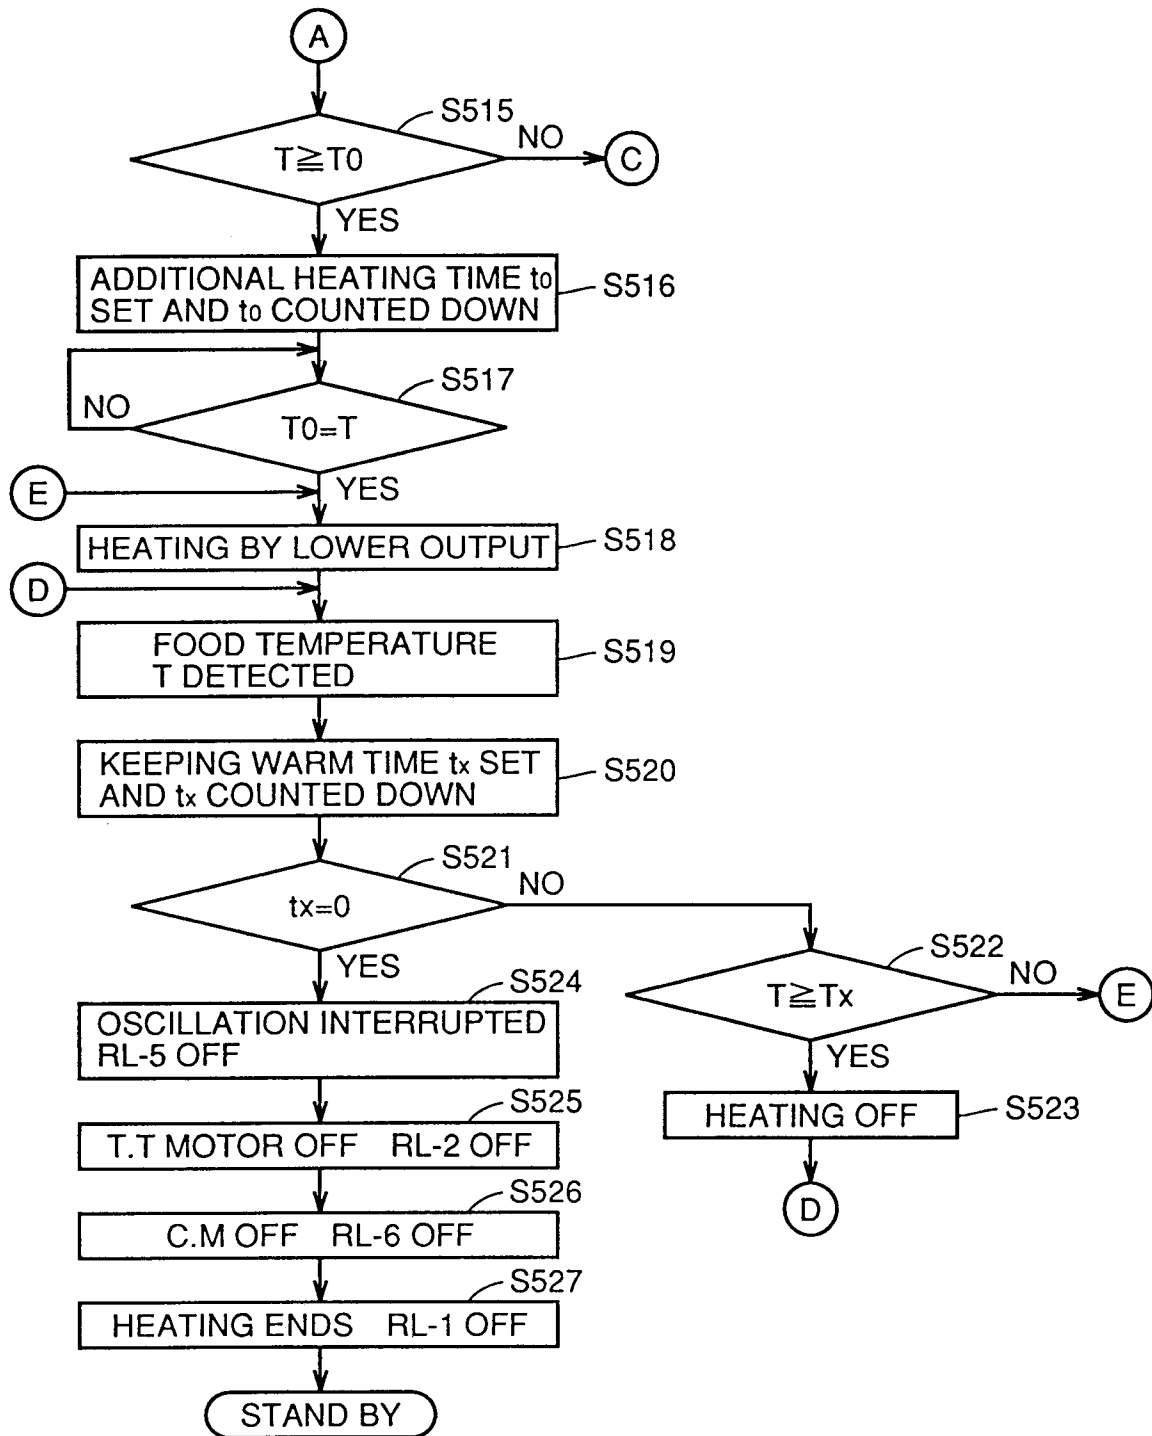 A
S515
T≧T0
NO
C
YES
ADDITIONAL HEATING TIME t0
SET AND t0 COUNTED DOWN
S516
S517
NO
T0=T
E
YES
HEATING BY LOWER OUTPUT
S518
D
FOOD TEMPERATURE
T DETECTED
S519
KEEPING WARM TIME tx SET
AND tx COUNTED DOWN
S520
S521
tx=0
NO
YES
S522
T≧Tx
NO
E
YES
HEATING OFF
S523
D
S524
OSCILLATION INTERRUPTED
RL-5 OFF
S525
T.T MOTOR OFF RL-2 OFF
S526
C.M OFF RL-6 OFF
S527
HEATING ENDS RL-1 OFF
STAND BY